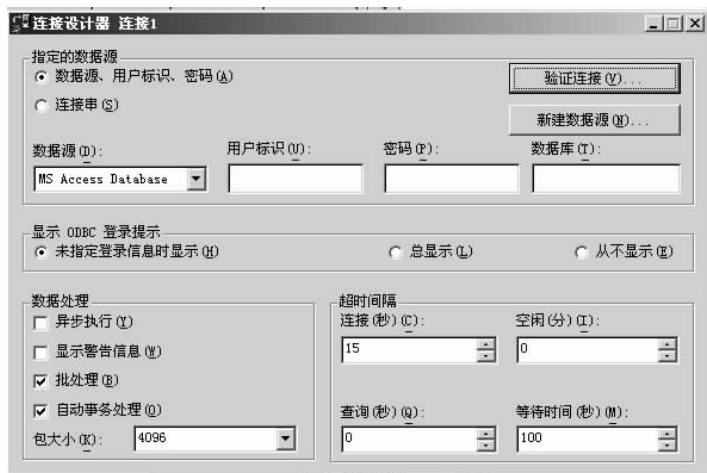 连接设计器 连接1
指定的数据源
数据源、用户标识、密码(A)
验证连接(V)...
连接串(S)
新建数据源(N)...
数据源(D): 用户标识(U): 密码(P): 数据库(T):
MS Access Database
显示 ODBC 登录提示
未指定登录信息时显示(H) 总显示(L) 从不显示(E)
数据处理 超时间隔
异步执行(Y) 连接(秒)(C): 空闲(分)(I):
显示警告信息(W) 15 0
批处理(B)
自动事务处理(O) 查询(秒)(Q): 等待时间(秒)(M):
包大小(K): 4096 0 100